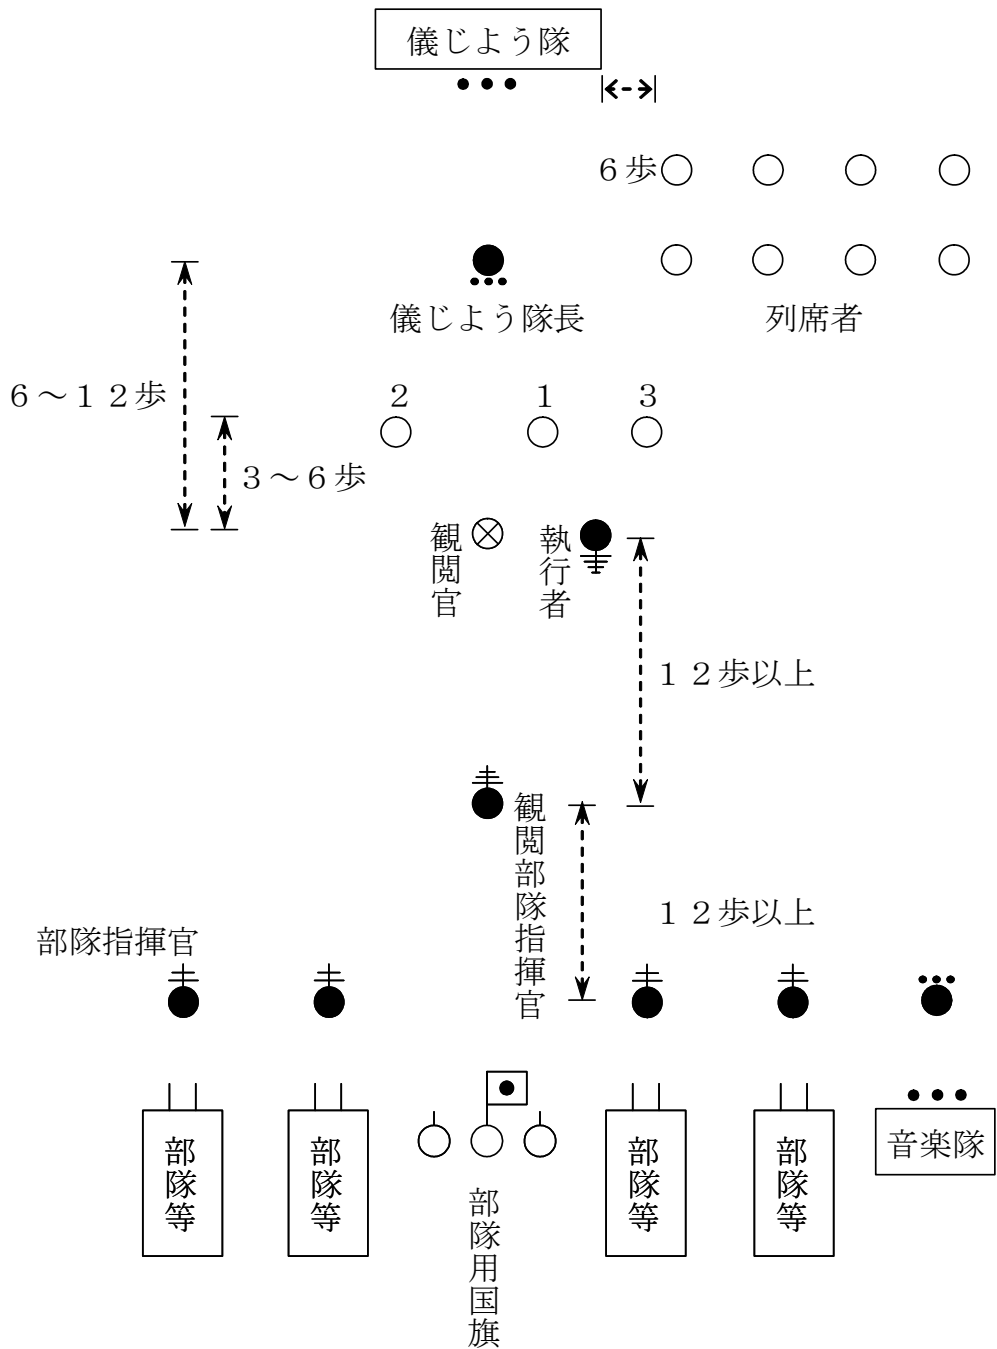 儀じよう隊
６歩
儀じよう隊長
列席者
６～１２歩
２
１
３
３～６歩
観閲官
執行者
１２歩以上
観閲部隊指揮官
１２歩以上
部隊指揮官
部隊等
部隊等
部隊等
部隊等
音楽隊
部隊用国旗